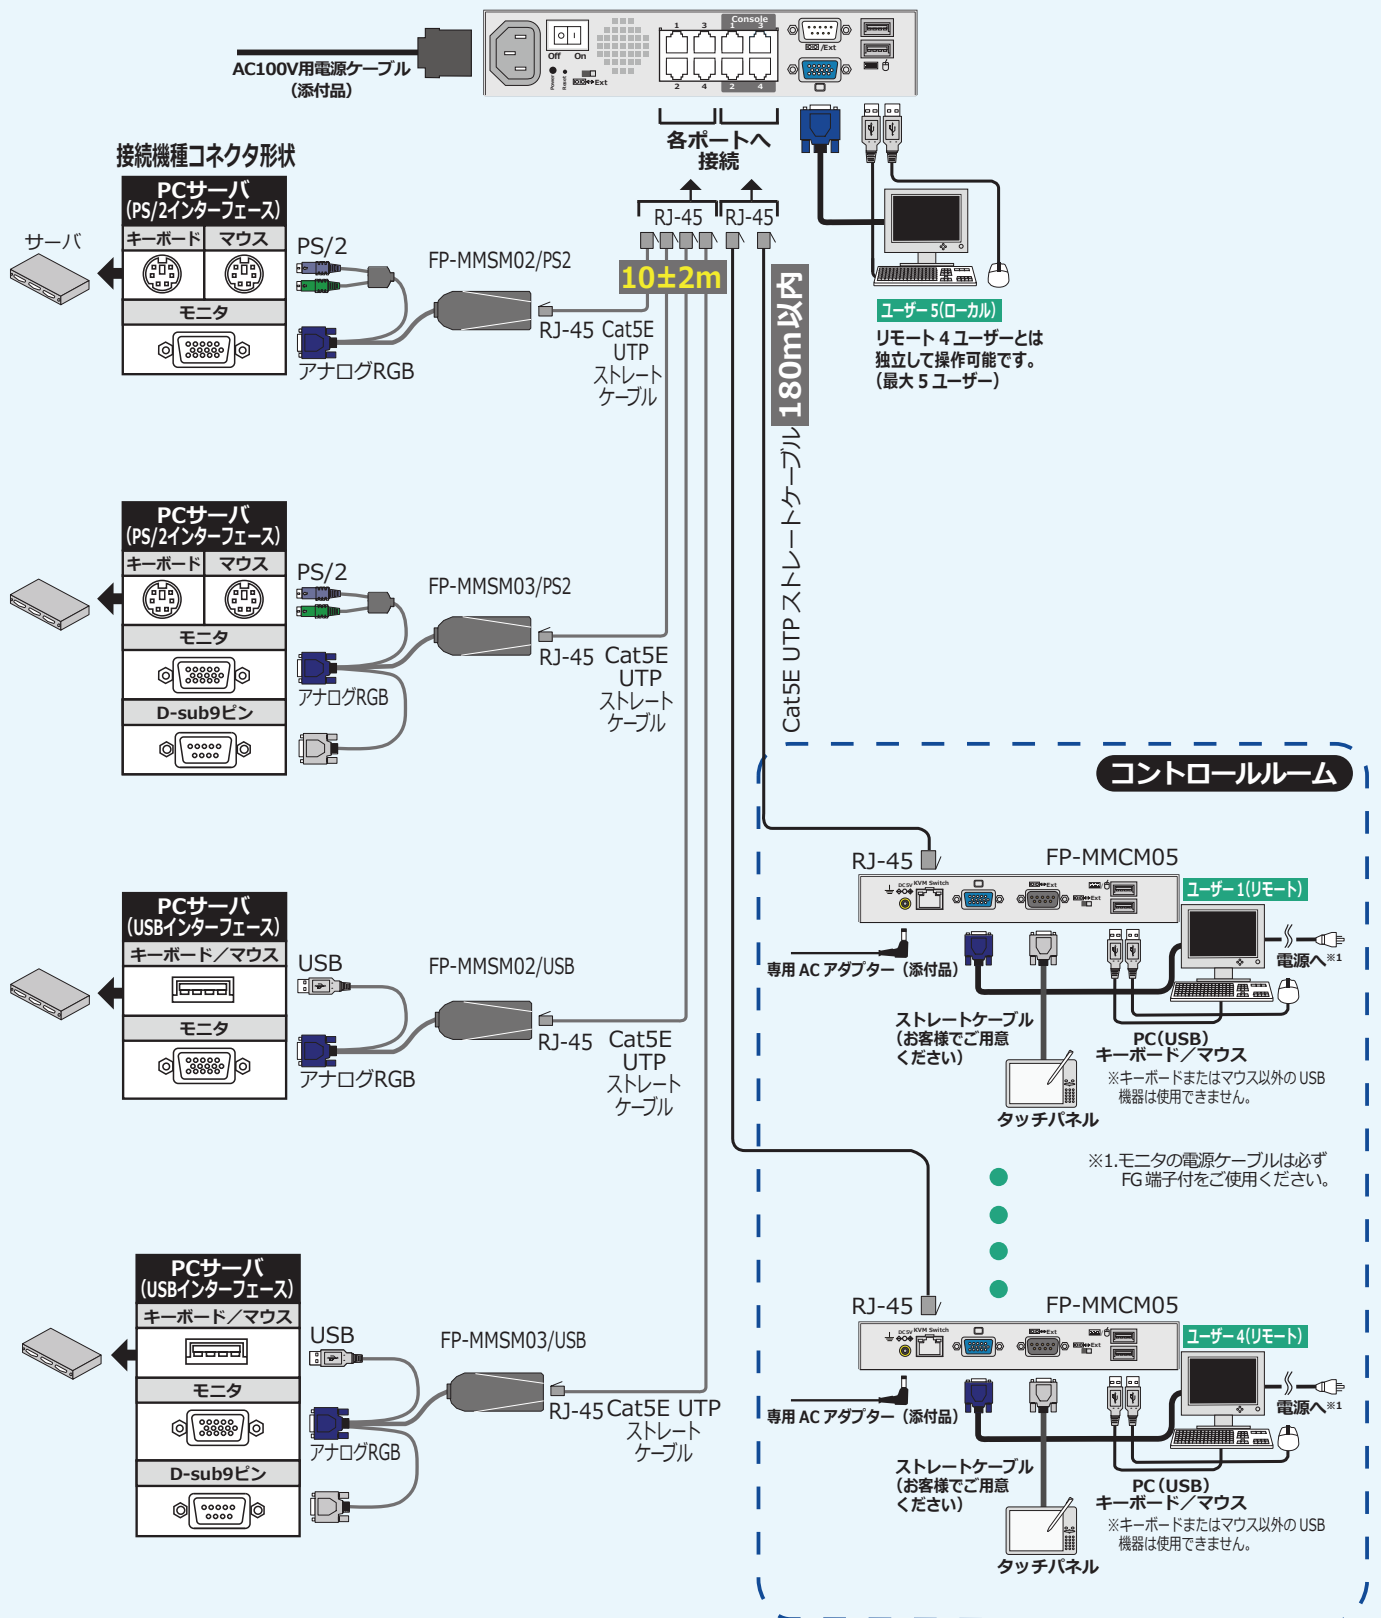 Console
1 3 1 3
Off On
Power
Reset
Ext
/Ext
2 4 2 4
AC100V用電源ケーブル
（添付品）
各ポートへ
接続
接続機種コネクタ形状
RJ-45 RJ-45
10±2m
180m以内
Cat5E UTP ストレートケーブル
ユーザー5(ローカル)
リモート 4 ユーザーとは
独立して操作可能です。
（最大 5 ユーザー）
サーバ
PCサーバ
（PS/2インターフェース）
キーボード マウス
モニタ
PS/2
アナログRGB
FP-MMSM02/PS2
RJ-45 Cat5E
UTP
ストレート
ケーブル
PCサーバ
（PS/2インターフェース）
キーボード マウス
モニタ
D-sub9ピン
PS/2
アナログRGB
FP-MMSM03/PS2
RJ-45 Cat5E
UTP
ストレート
ケーブル
PCサーバ
（USBインターフェース）
キーボード／マウス
モニタ
USB
アナログRGB
FP-MMSM02/USB
RJ-45 Cat5E
UTP
ストレート
ケーブル
PCサーバ
（USBインターフェース）
キーボード／マウス
モニタ
D-sub9ピン
USB
アナログRGB
FP-MMSM03/USB
RJ-45 Cat5E UTP
ストレート
ケーブル
コントロールルーム
RJ-45 FP-MMCM05
DC5V KVM Switch
Ext
Ext
ユーザー1(リモート)
専用 AC アダプター（添付品）
電源へ※1
ストレートケーブル
（お客様でご用意
ください）
PC（USB）
キーボード／マウス
※キーボードまたはマウス以外の USB
機器は使用できません。
タッチパネル
※1.モニタの電源ケーブルは必ず
FG 端子付をご使用ください。
RJ-45 FP-MMCM05
DC5V KVM Switch
Ext
Ext
ユーザー4(リモート)
専用 AC アダプター（添付品）
電源へ※1
ストレートケーブル
（お客様でご用意
ください）
PC（USB）
キーボード／マウス
※キーボードまたはマウス以外の USB
機器は使用できません。
タッチパネル